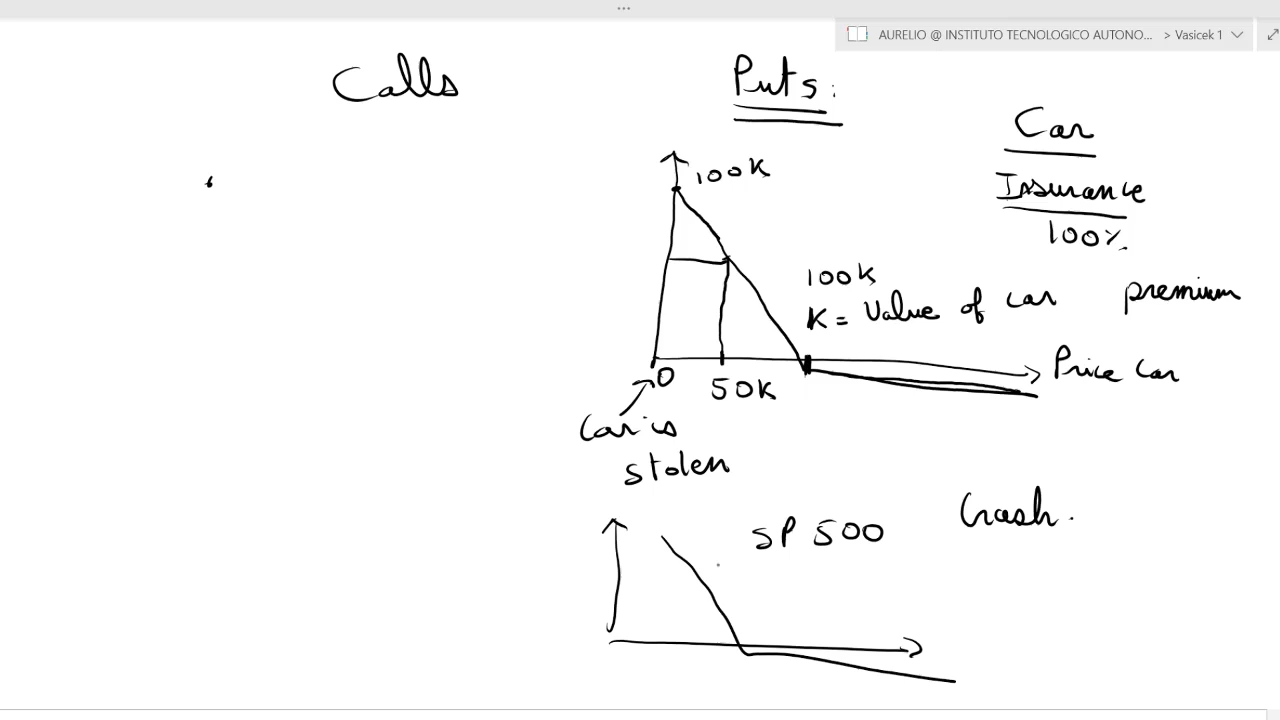 AURELIO @ INSTITUTO TECNOLOGICO AUTONO... > Vasicek 1
Calls
Puts:
Car
Insurance
100%
100K
100K
K = Value of car
premium
0
50K
Price Car
Car is
stolen
SP 500
Crash.